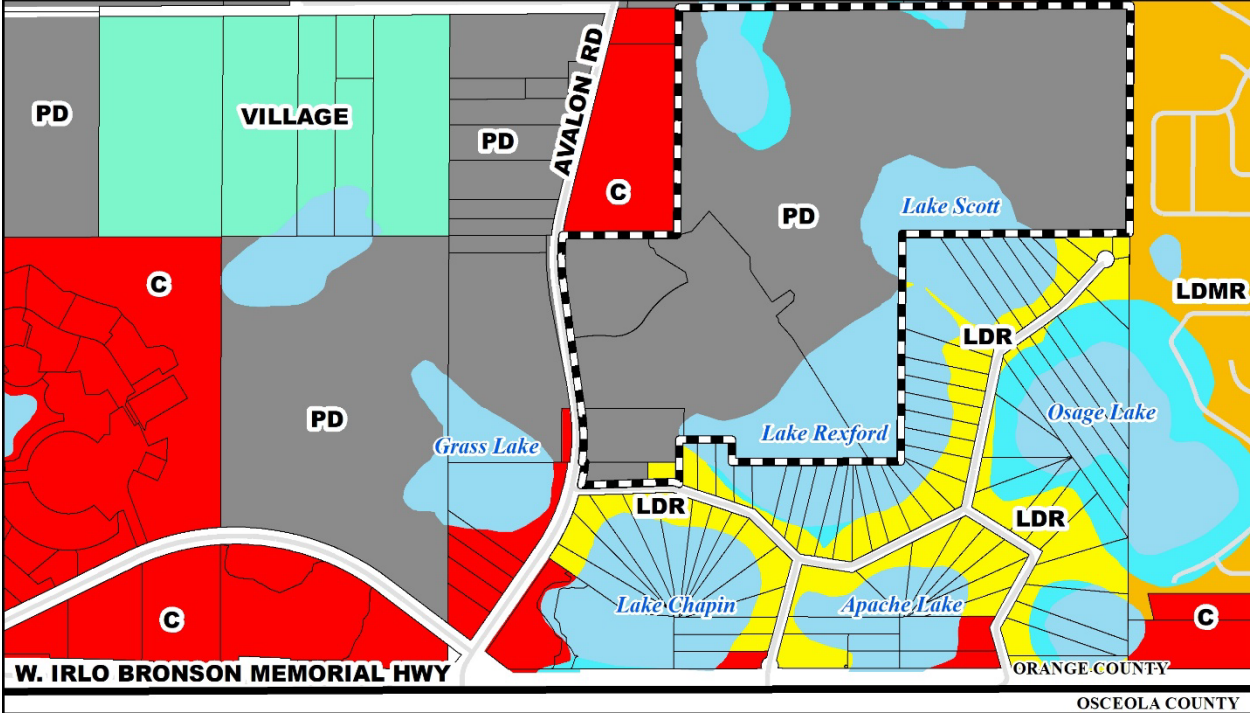 PD
VILLAGE
PD
AVALON RD
C
PD
Lake Scott
C
LDMR
LDR
PD
Grass Lake
Lake Rexford
Osage Lake
LDR
LDR
Lake Chapin
Apache Lake
C
C
W. IRLO BRONSON MEMORIAL HWY
ORANGE COUNTY
OSCEOLA COUNTY